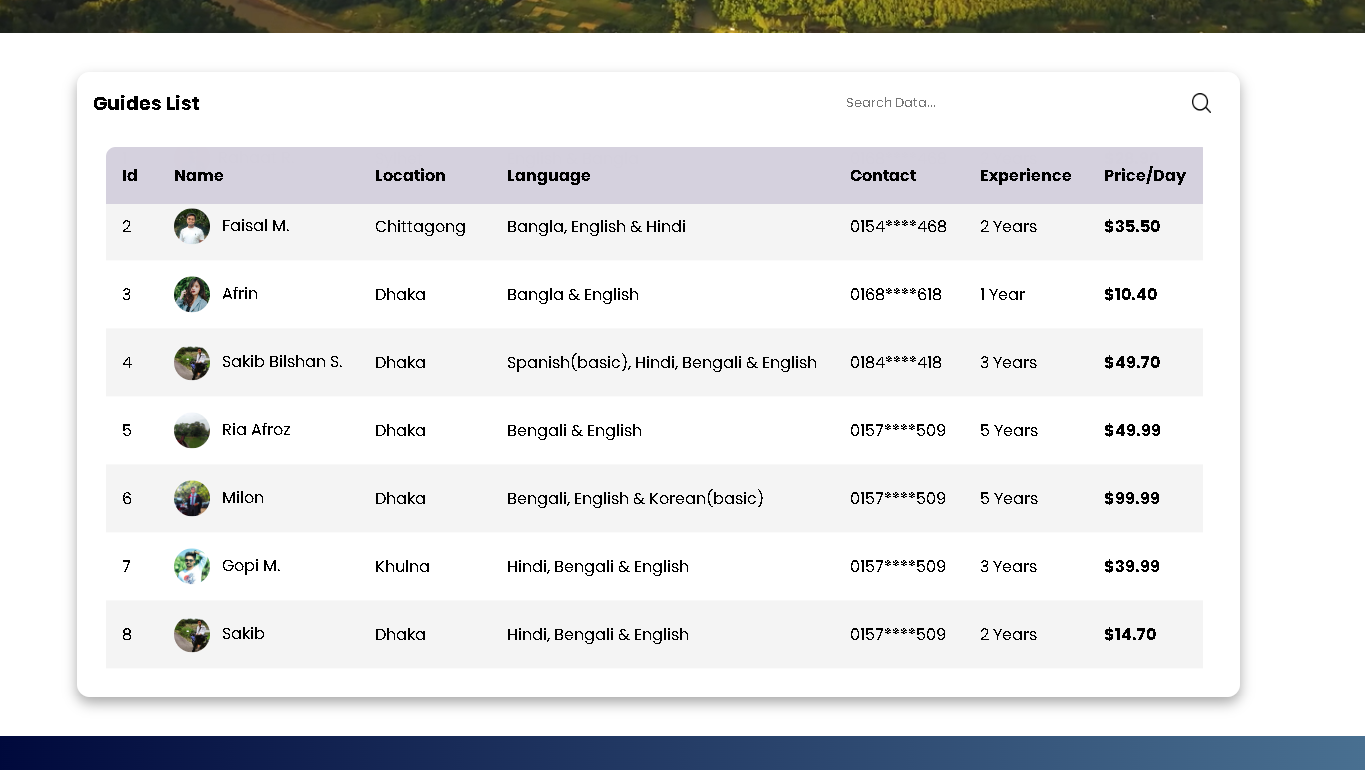 Guides List
Search Data...
Id Name Location Language Contact Experience Price/Day
2 Faisal M. Chittagong Bangla, English & Hindi 0154****468 2 Years $35.50
3 Afrin Dhaka Bangla & English 0168****618 1 Year $10.40
4 Sakib Bilshan S. Dhaka Spanish(basic), Hindi, Bengali & English 0184****418 3 Years $49.70
5 Ria Afroz Dhaka Bengali & English 0157****509 5 Years $49.99
6 Milon Dhaka Bengali, English & Korean(basic) 0157****509 5 Years $99.99
7 Gopi M. Khulna Hindi, Bengali & English 0157****509 3 Years $39.99
8 Sakib Dhaka Hindi, Bengali & English 0157****509 2 Years $14.70